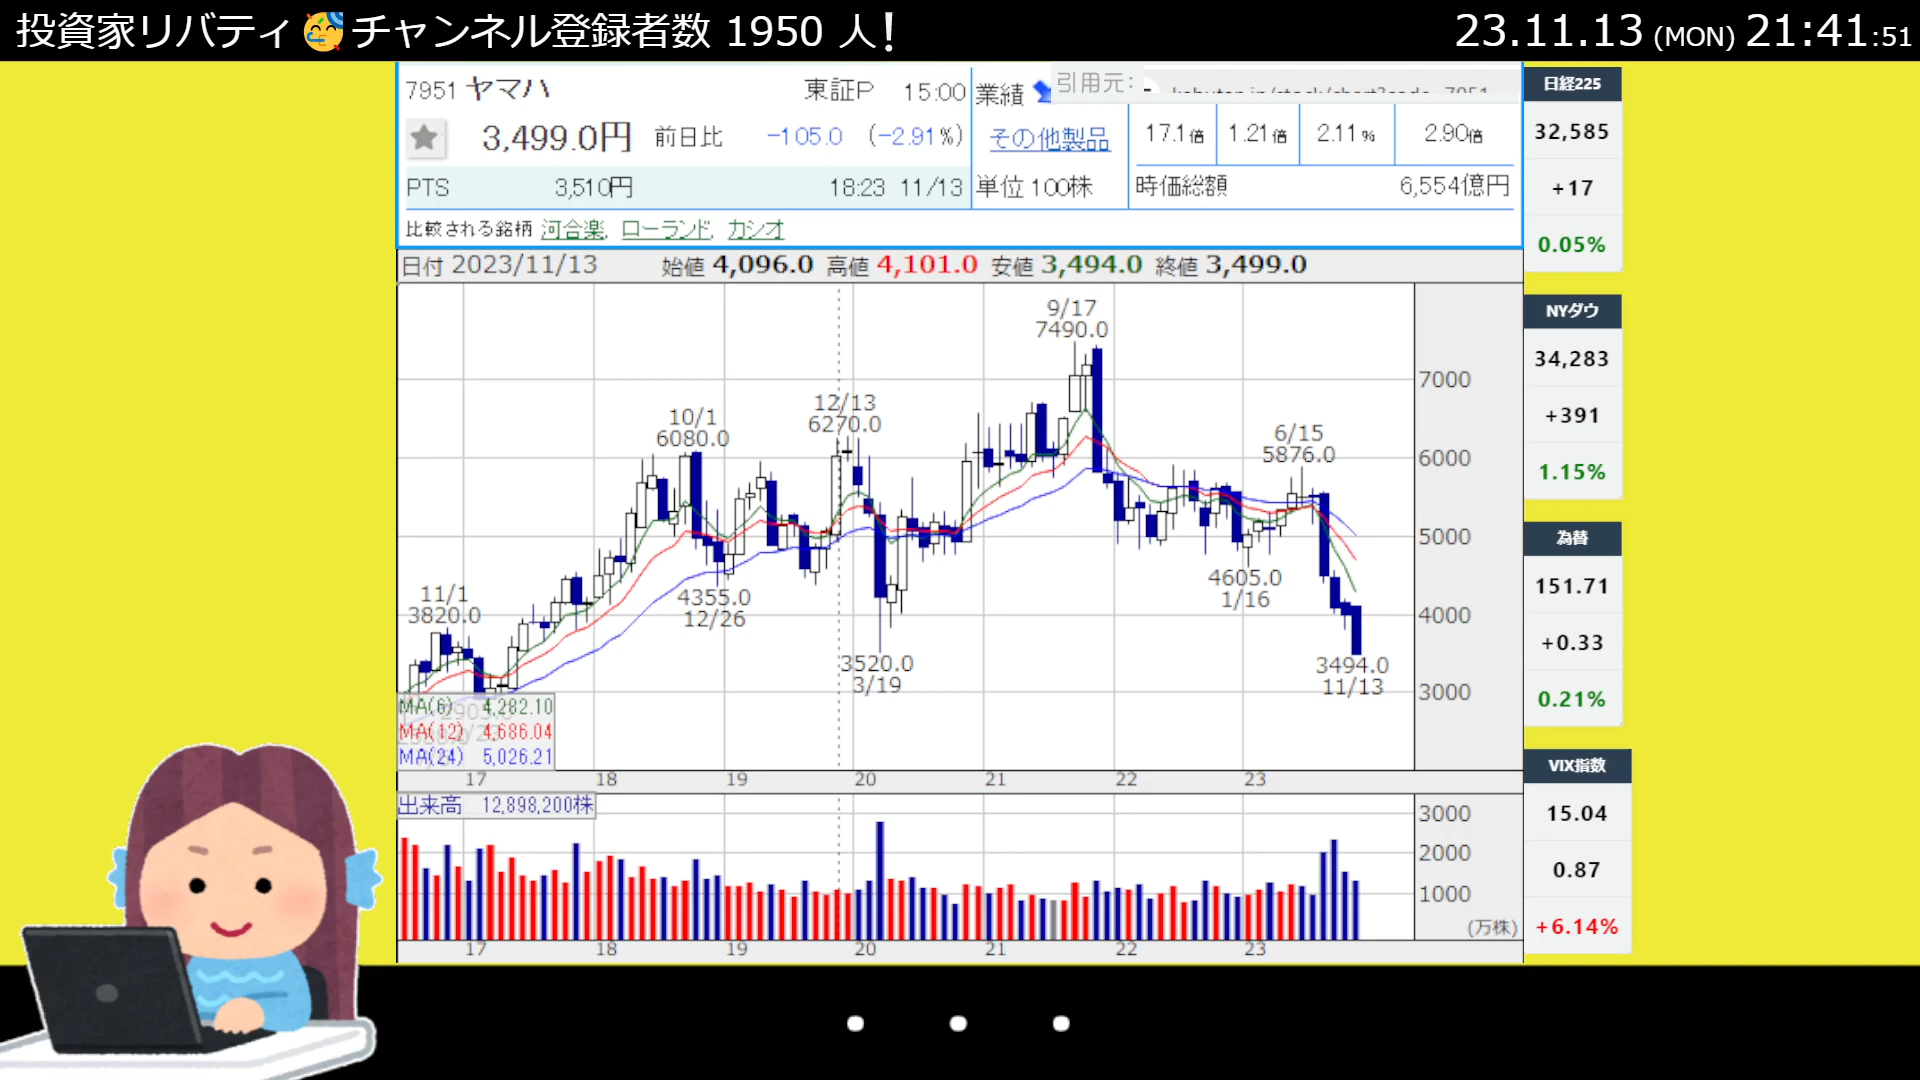 投資家リバティ🥳チャンネル登録者数 1950 人!
23.11.13 (MON) 21:41:51
7951 ヤマハ 東証P 15:00 業績 引用元:
3,499.0円 前日比 -105.0 (-2.91%) その他製品 17.1倍 1.21倍 2.11% 2.90倍
PTS 3,510円 18:23 11/13 単位 100株 時価総額 6,554億円
比較される銘柄 河合楽, ローランド, カシオ
日付 2023/11/13 始値 4,096.0 高値 4,101.0 安値 3,494.0 終値 3,499.0
9/17
7490.0
7000
12/13
6270.0
10/1
6080.0
6/15
5876.0
6000
5000
4605.0
1/16
11/1
3820.0
4355.0
12/26
4000
3520.0
3/19
3494.0
11/13
3000
MA(6) 4,282.10
MA(12) 4,686.04
MA(24) 5,026.21
17 18 19 20 21 22 23
出来高 12,898,200株
3000
2000
1000
(万株)
17 18 19 20 21 22 23
日経225
32,585
+17
0.05%
NYダウ
34,283
+391
1.15%
為替
151.71
+0.33
0.21%
VIX指数
15.04
0.87
+6.14%